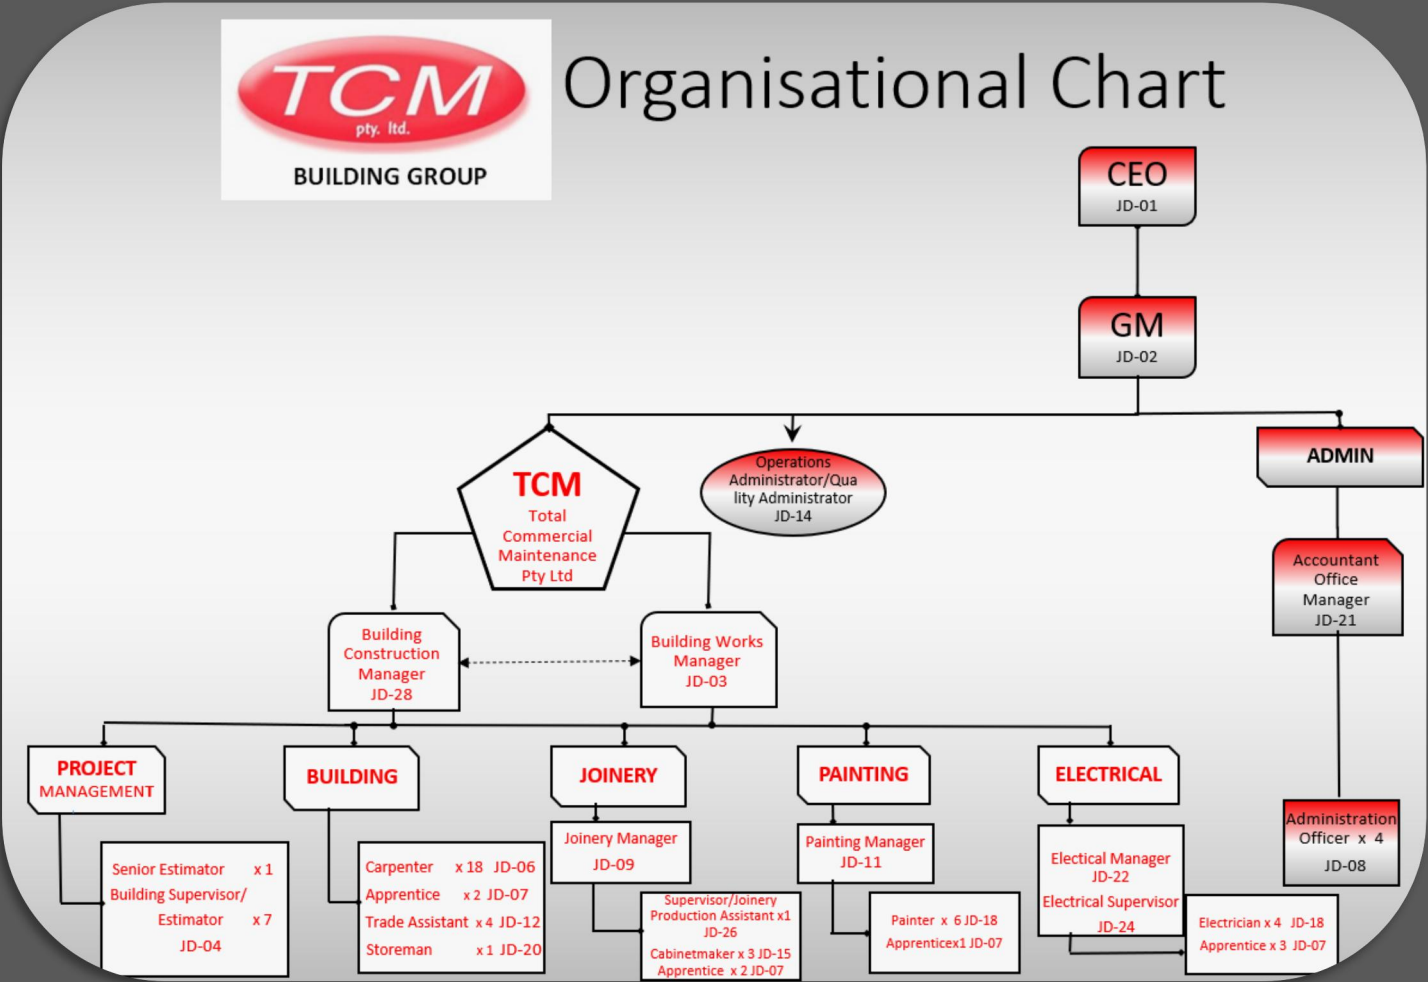 TCM
pty. ltd.
BUILDING GROUP
Organisational Chart
CEO
JD-01
GM
JD-02
TCM
Total
Commercial
Maintenance
Pty Ltd
Operations
Administrator/Qua
lity Administrator
JD-14
ADMIN
Accountant
Office
Manager
JD-21
Administration
Officer x 4
JD-08
Building
Construction
Manager
JD-28
Building Works
Manager
JD-03
PROJECT
MANAGEMENT
Senior Estimator x 1
Building Supervisor/
Estimator x 7
JD-04
BUILDING
Carpenter x 18 JD-06
Apprentice x 2 JD-07
Trade Assistant x 4 JD-12
Storeman x 1 JD-20
JOINERY
Joinery Manager
JD-09
Supervisor/Joinery
Production Assistant x1
JD-26
Cabinetmaker x 3 JD-15
Apprentice x 2 JD-07
PAINTING
Painting Manager
JD-11
Painter x 6 JD-18
Apprenticex1 JD-07
ELECTRICAL
Electical Manager
JD-22
Electrical Supervisor
JD-24
Electrician x 4 JD-18
Apprentice x 3 JD-07